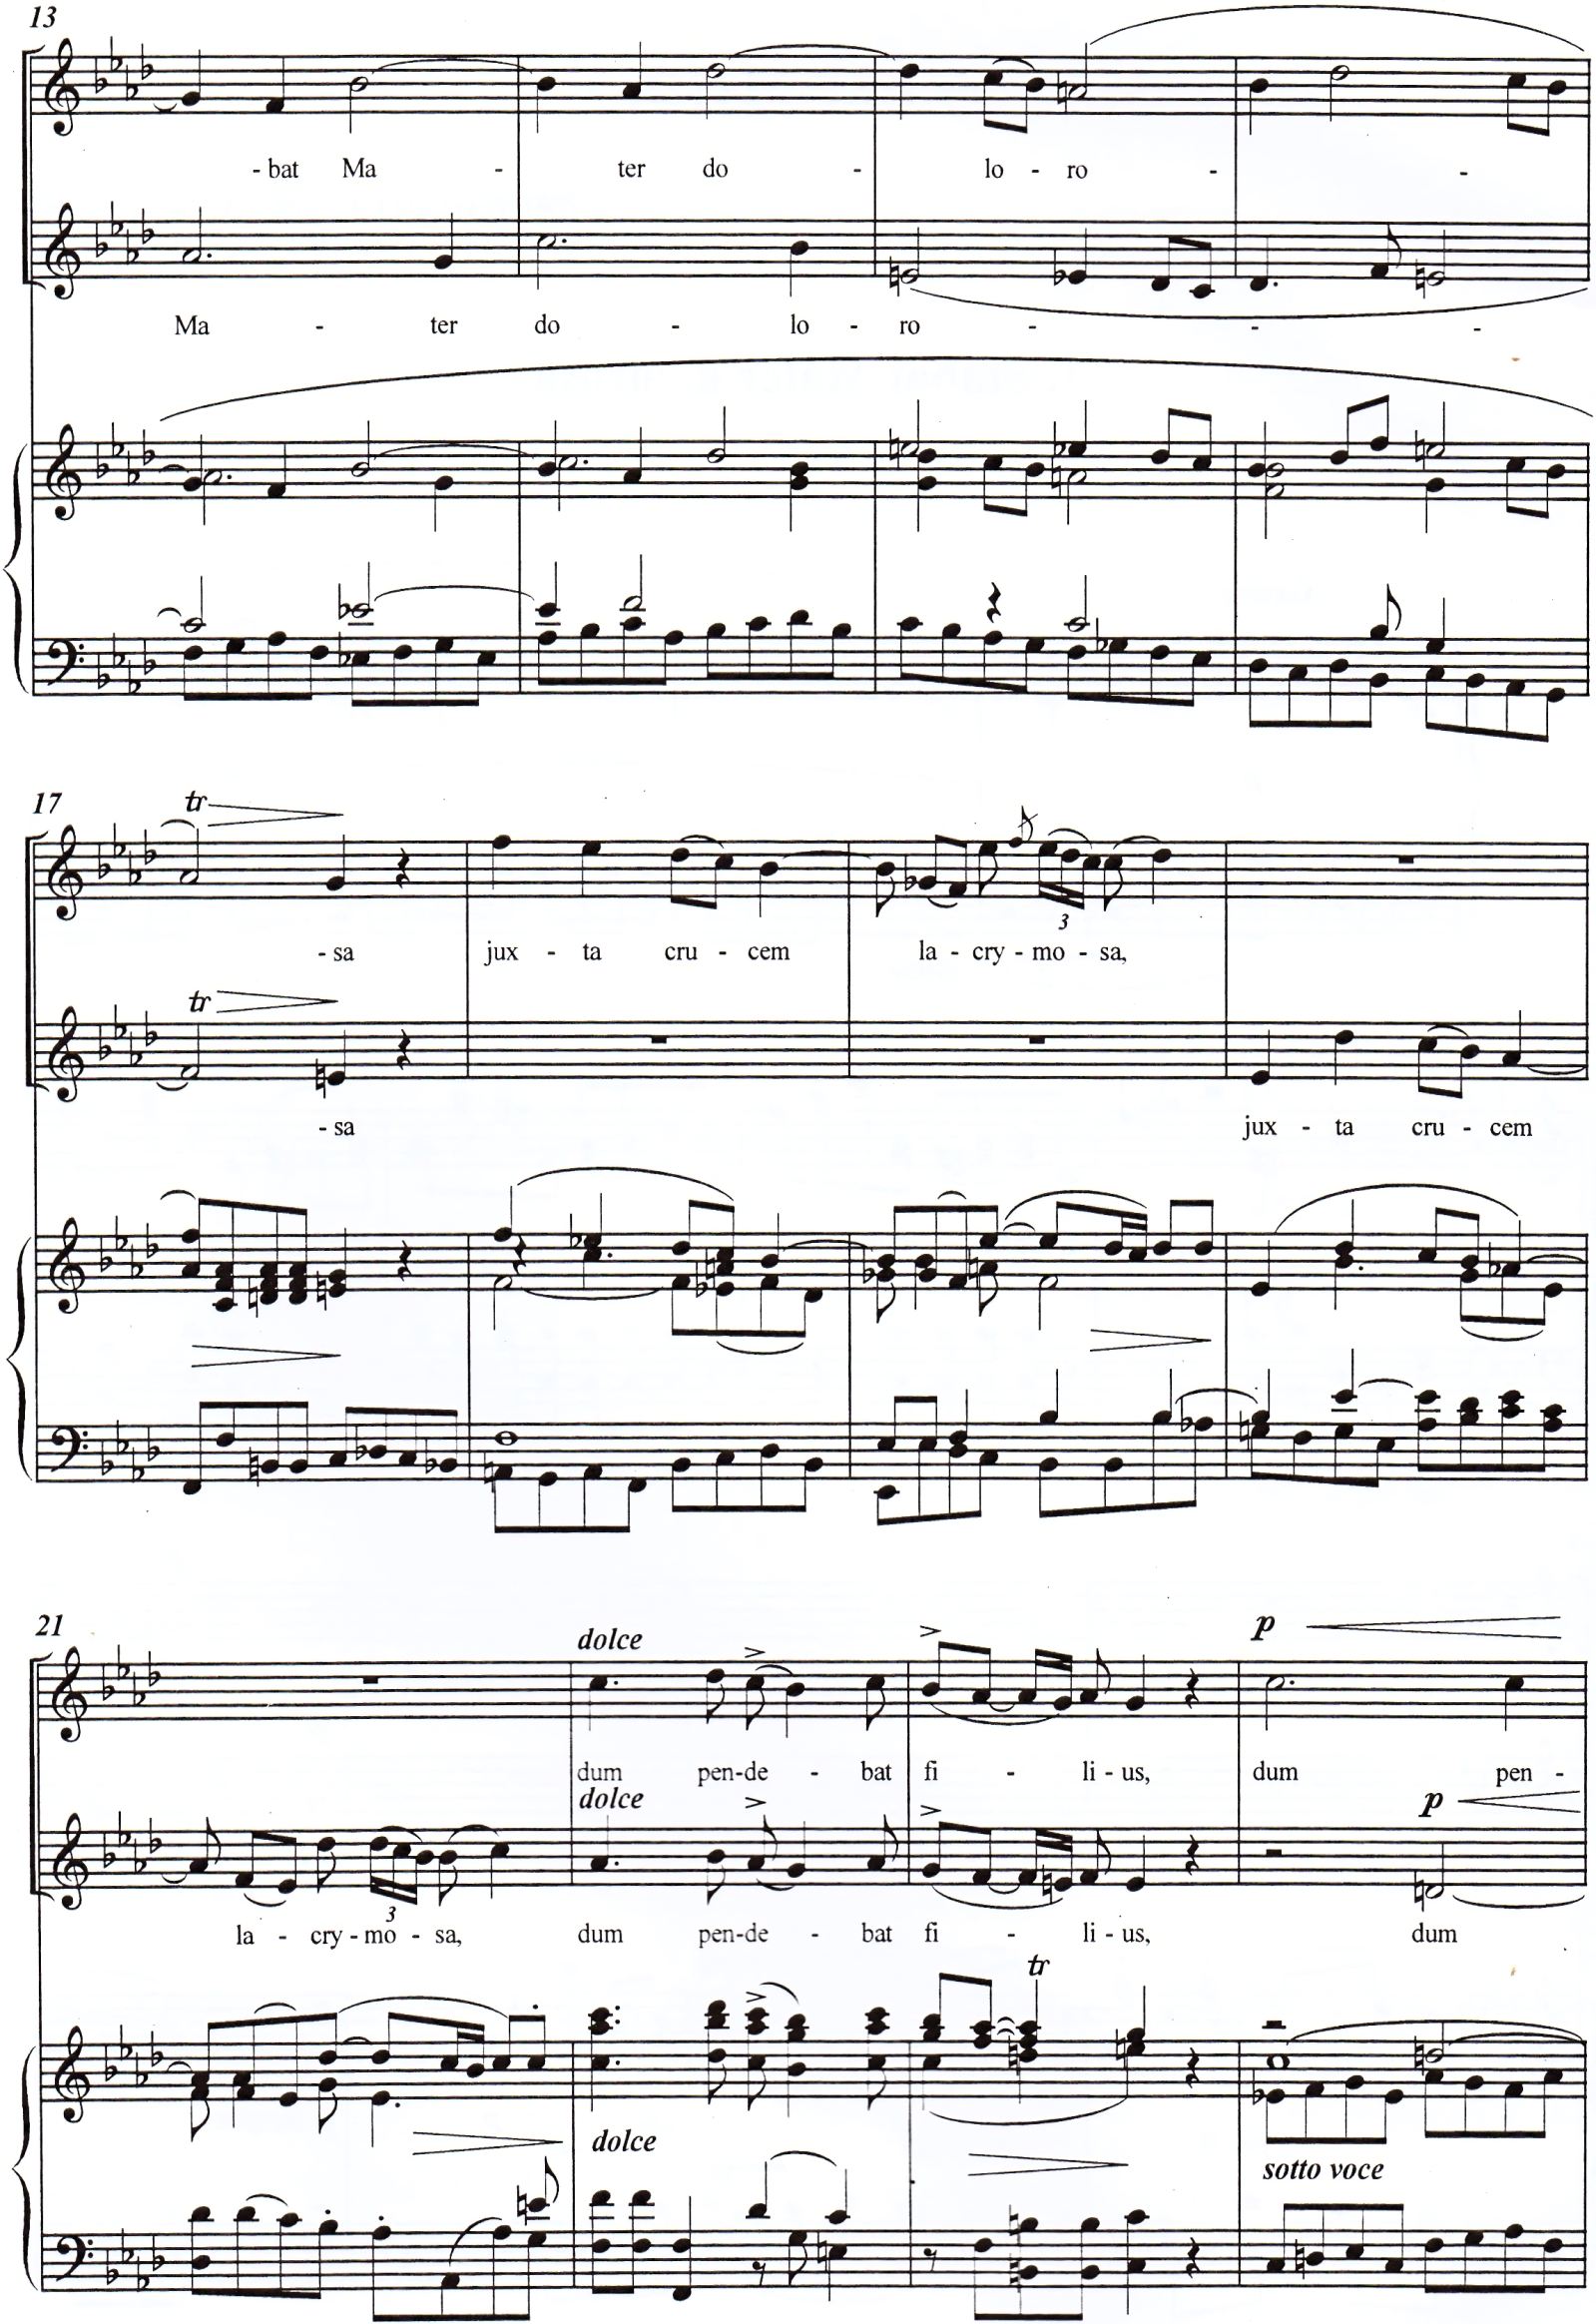 13
- bat Ma - ter do - lo - ro - -
Ma - ter do - lo - ro - - -
17
tr
- sa jux - ta cru - cem la - cry - mo - sa,
tr
3
- sa jux - ta cru - cem
21
dolce
p
dum pen-de - bat fi - li - us, dum pen -
dolce
p
3
la - cry - mo - sa, dum pen-de - bat fi - li - us, dum
tr
dolce
sotto voce